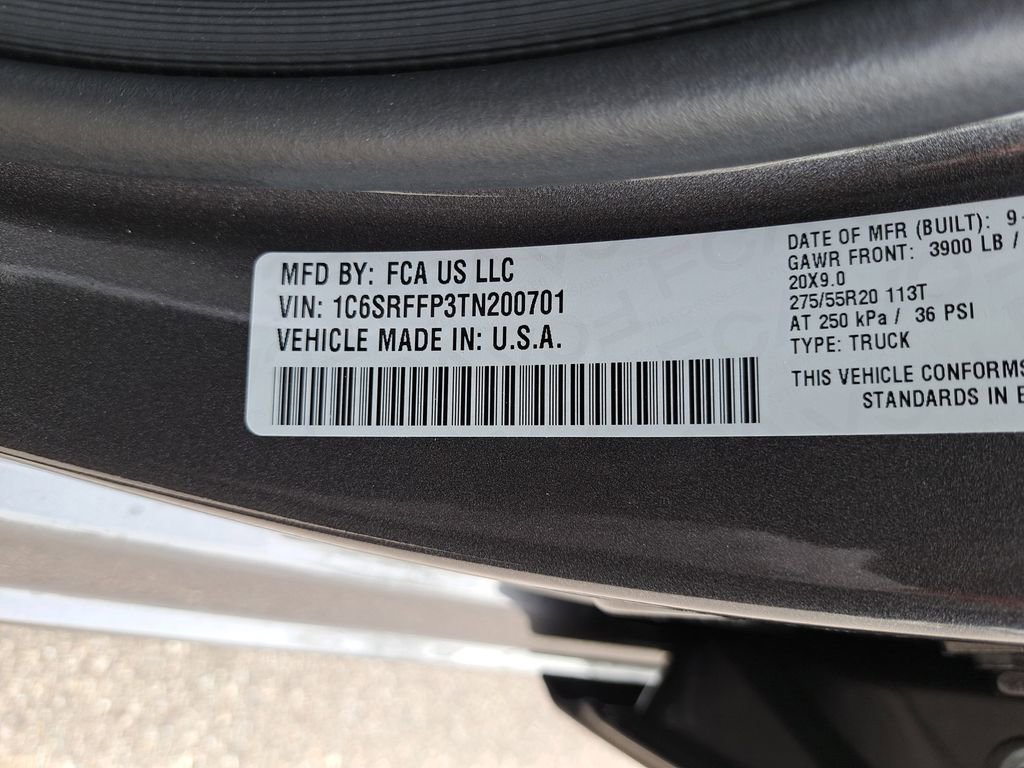 MFD BY: FCA US LLC
VIN: 1C6SRFFP3TN200701
VEHICLE MADE IN: U.S.A.
DATE OF MFR (BUILT): 9-
GAWR FRONT: 3900 LB /
20X9.0
275/55R20 113T
AT 250 kPa / 36 PSI
TYPE: TRUCK
THIS VEHICLE CONFORMS
STANDARDS IN E